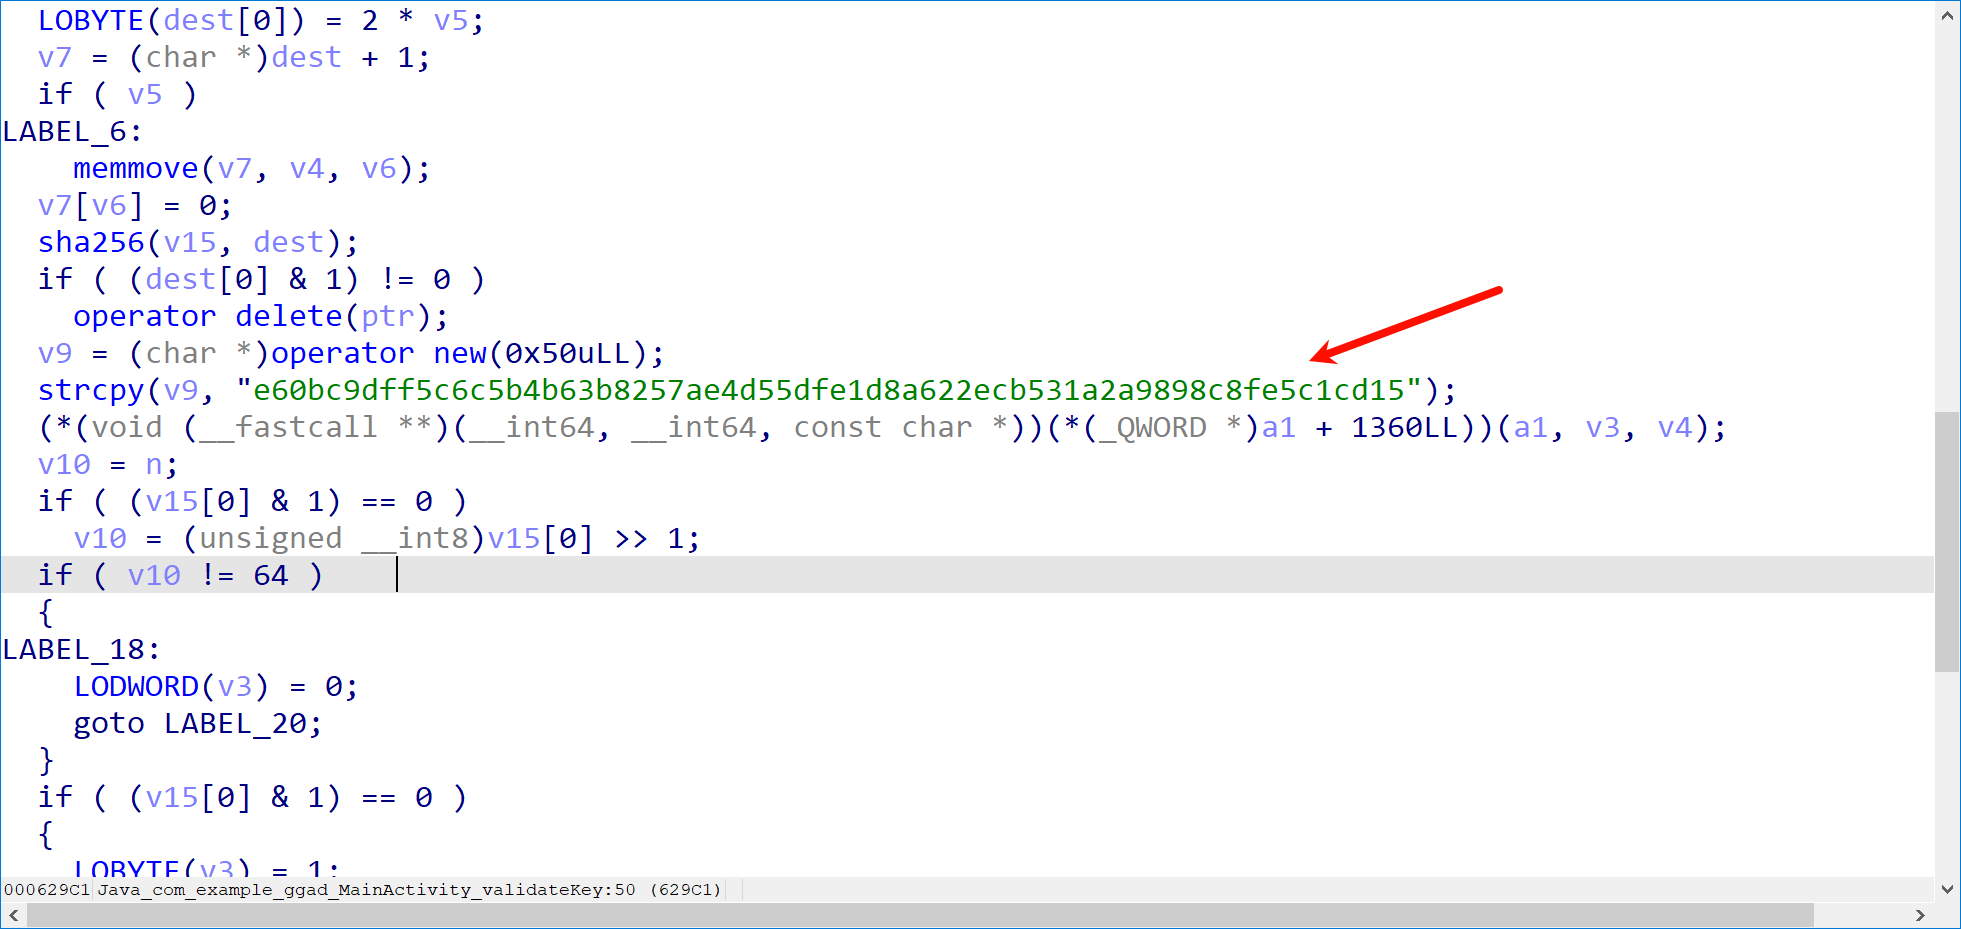 LOBYTE(dest[0]) = 2 * v5;
v7 = (char *)dest + 1;
if ( v5 )
LABEL_6:
memmove(v7, v4, v6);
v7[v6] = 0;
sha256(v15, dest);
if ( (dest[0] & 1) != 0 )
operator delete(ptr);
v9 = (char *)operator new(0x50uLL);
strcpy(v9, "e60bc9dff5c6c5b4b63b8257ae4d55dfe1d8a622ecb531a2a9898c8fe5c1cd15");
(*(void (__fastcall **)(__int64, __int64, const char *))(*(_QWORD *)a1 + 1360LL))(a1, v3, v4);
v10 = n;
if ( (v15[0] & 1) == 0 )
v10 = (unsigned __int8)v15[0] >> 1;
if ( v10 != 64 )
{
LABEL_18:
LODWORD(v3) = 0;
goto LABEL_20;
}
if ( (v15[0] & 1) == 0 )
{
LOBYTE(v3) = 1;
000629C1 Java_com_example_ggad_MainActivity_validateKey:50 (629C1)